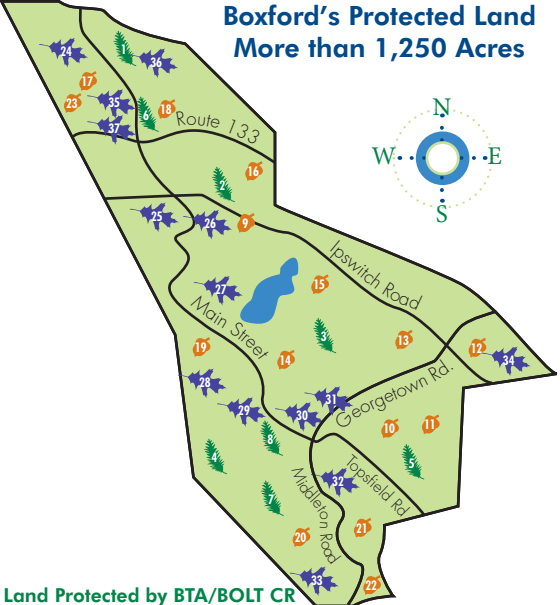 Boxford's Protected Land
More than 1,250 Acres
24
1
36
17
23
35
6
18
37
Route 133
N
W
E
S
16
2
25
26
9
Ipswitch Road
27
15
Main Street
3
13
19
14
12
34
28
Georgetown Rd.
31
29
30
10
11
8
4
5
Topsfield Rd
32
Middleton Road
7
21
20
33
22
Land Protected by BTA/BOLT CR